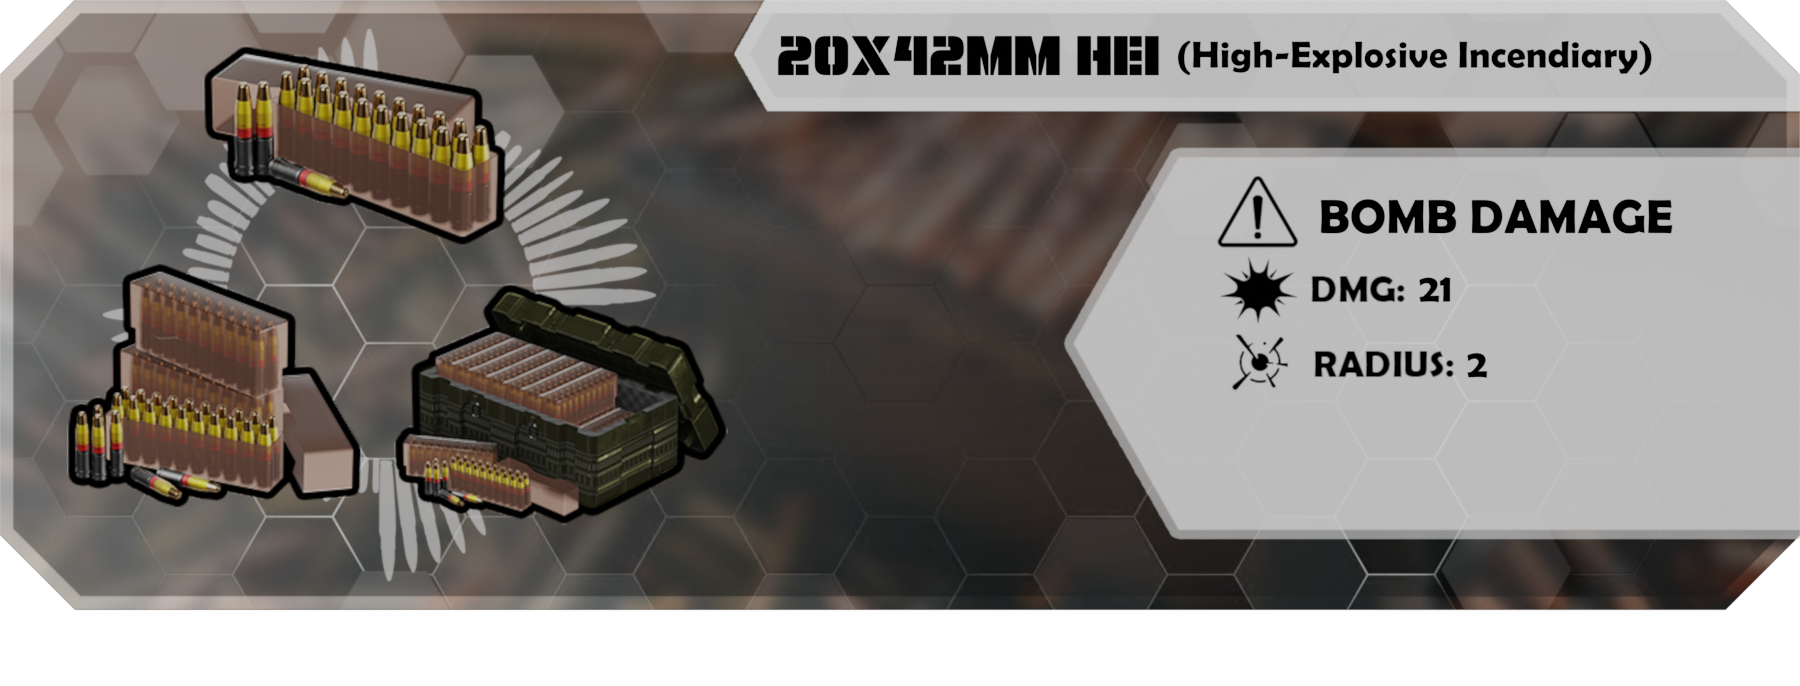 20X42MM HEI (High-Explosive Incendiary)
BOMB DAMAGE
DMG: 21
RADIUS: 2